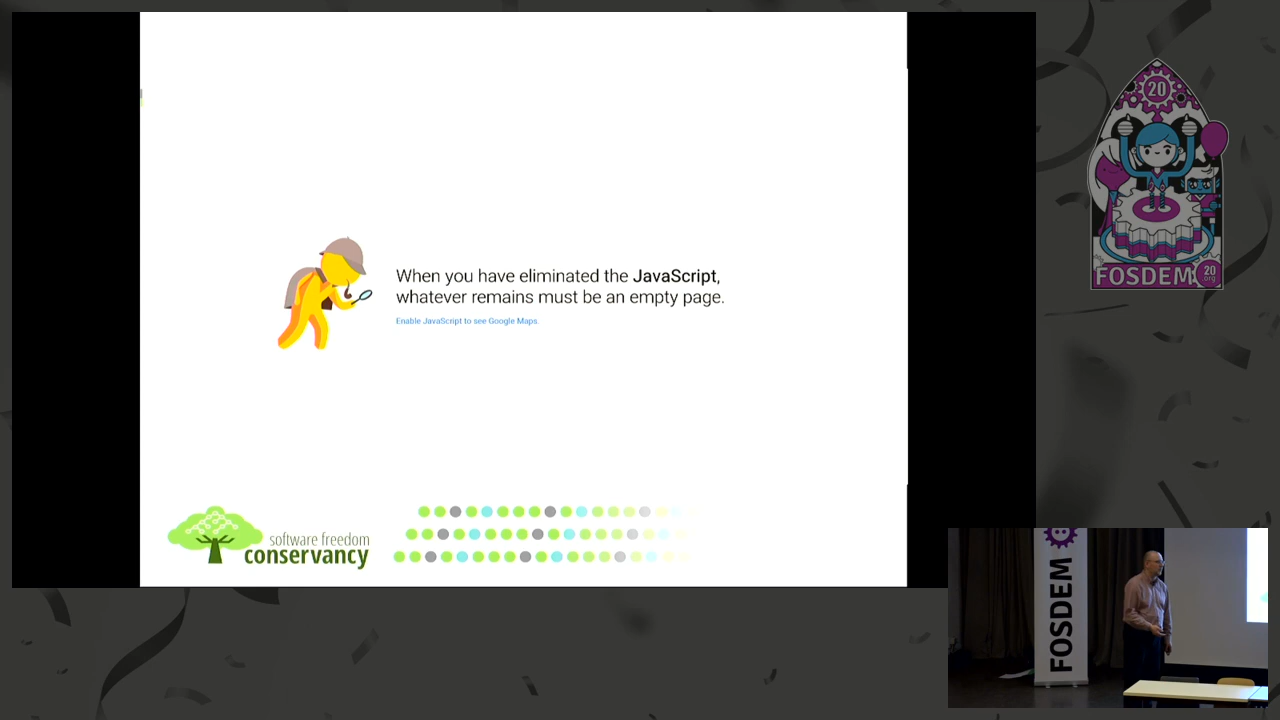 When you have eliminated the JavaScript,
whatever remains must be an empty page.
Enable JavaScript to see Google Maps.
software freedom
conservancy
20
FOSDEM
20
org
FOSDEM